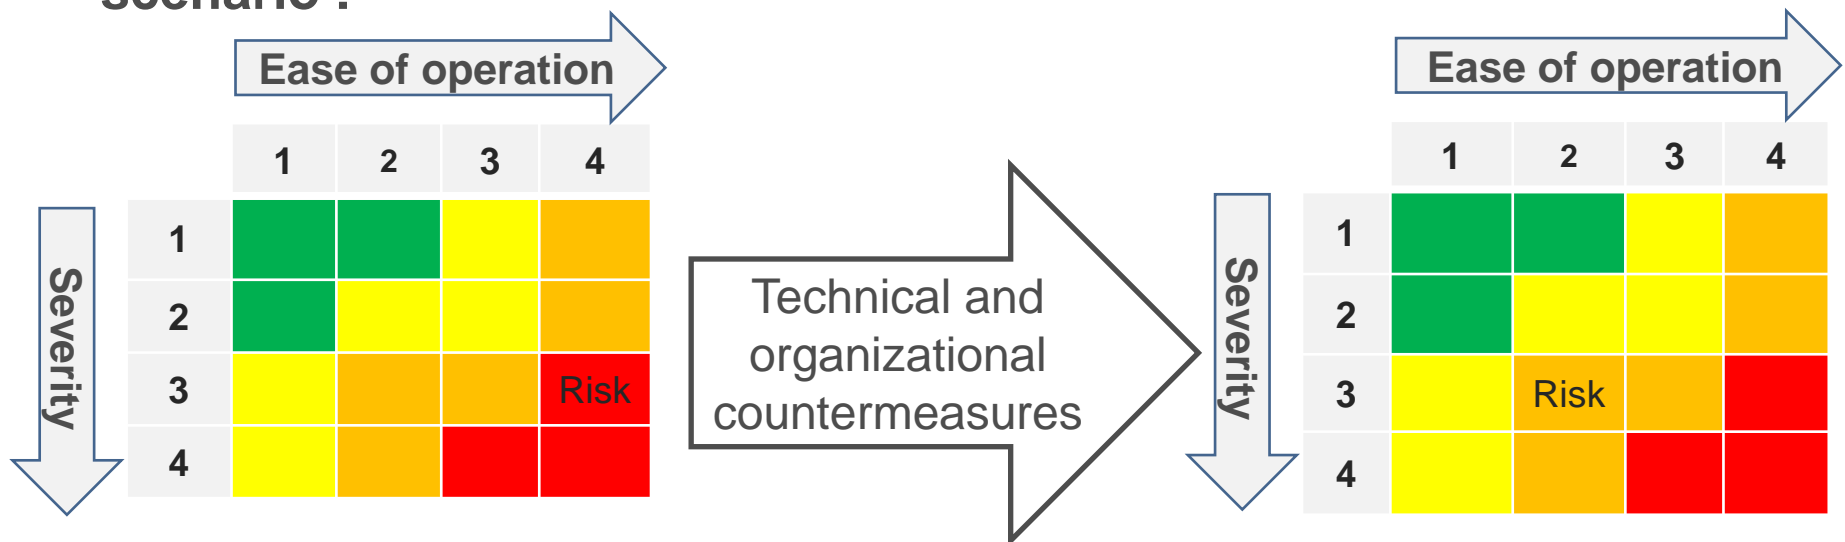 scenario :
Ease of operation
1 2 3 4
Severity
1
2
3 Risk
4
Technical and
organizational
countermeasures
Ease of operation
1 2 3 4
Severity
1
2
3 Risk
4